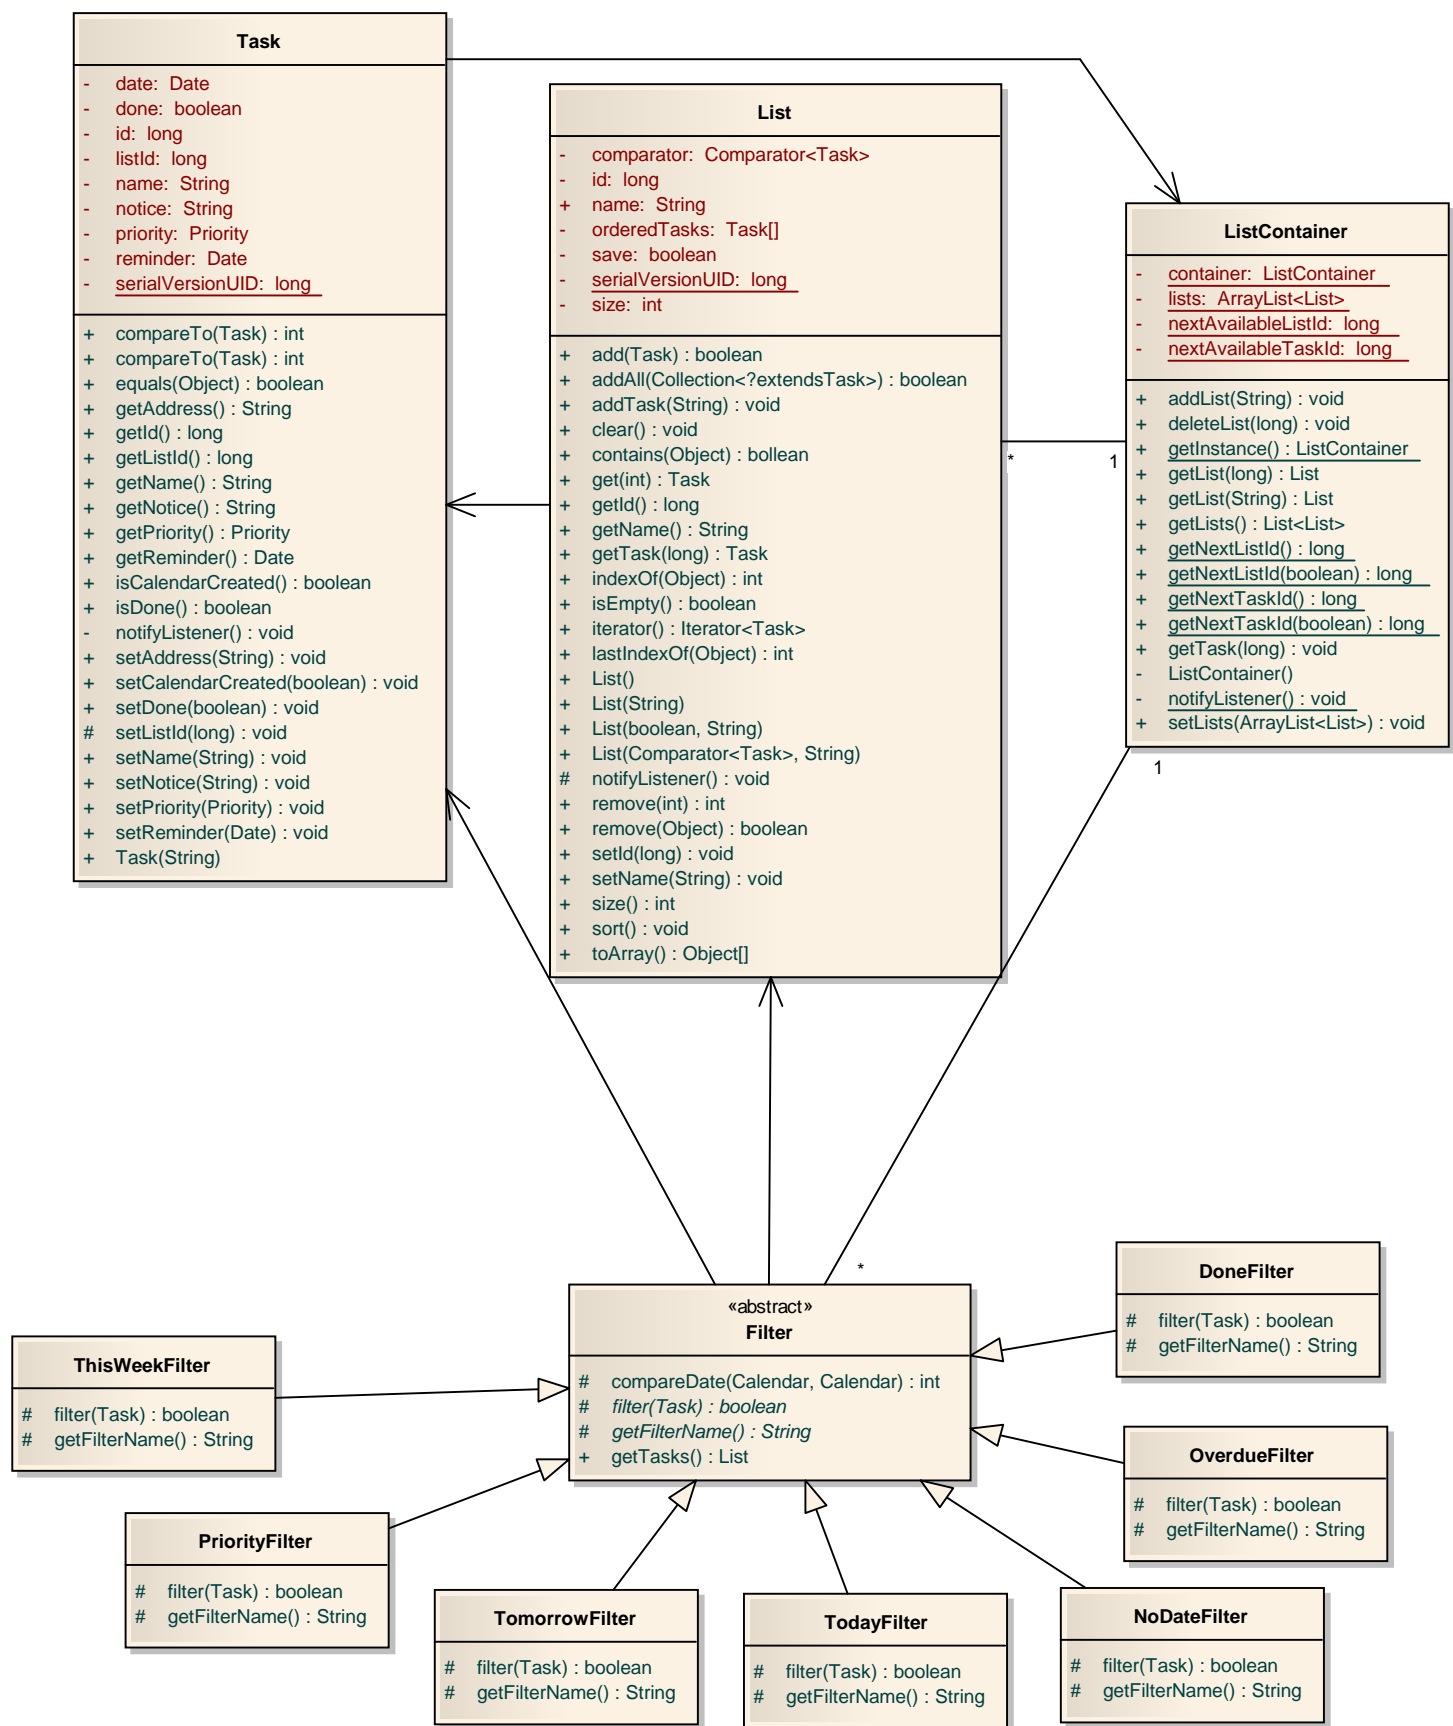 Task
- date: Date
- done: boolean
- id: long
- listId: long
- name: String
- notice: String
- priority: Priority
- reminder: Date
- serialVersionUID: long
+ compareTo(Task) : int
+ compareTo(Task) : int
+ equals(Object) : boolean
+ getAddress() : String
+ getId() : long
+ getListId() : long
+ getName() : String
+ getNotice() : String
+ getPriority() : Priority
+ getReminder() : Date
+ isCalendarCreated() : boolean
+ isDone() : boolean
- notifyListener() : void
+ setAddress(String) : void
+ setCalendarCreated(boolean) : void
+ setDone(boolean) : void
# setListId(long) : void
+ setName(String) : void
+ setNotice(String) : void
+ setPriority(Priority) : void
+ setReminder(Date) : void
+ Task(String)
List
- comparator: Comparator<Task>
- id: long
+ name: String
- orderedTasks: Task[]
- save: boolean
- serialVersionUID: long
- size: int
+ add(Task) : boolean
+ addAll(Collection<?extendsTask>) : boolean
+ addTask(String) : void
+ clear() : void
+ contains(Object) : bollean
+ get(int) : Task
+ getId() : long
+ getName() : String
+ getTask(long) : Task
+ indexOf(Object) : int
+ isEmpty() : boolean
+ iterator() : Iterator<Task>
+ lastIndexOf(Object) : int
+ List()
+ List(String)
+ List(boolean, String)
+ List(Comparator<Task>, String)
# notifyListener() : void
+ remove(int) : int
+ remove(Object) : boolean
+ setId(long) : void
+ setName(String) : void
+ size() : int
+ sort() : void
+ toArray() : Object[]
ListContainer
- container: ListContainer
- lists: ArrayList<List>
- nextAvailableListId: long
- nextAvailableTaskId: long
+ addList(String) : void
+ deleteList(long) : void
+ getInstance() : ListContainer
+ getList(long) : List
+ getList(String) : List
+ getLists() : List<List>
+ getNextListId() : long
+ getNextListId(boolean) : long
+ getNextTaskId() : long
+ getNextTaskId(boolean) : long
+ getTask(long) : void
- ListContainer()
- notifyListener() : void
+ setLists(ArrayList<List>) : void
* 1
1
*
«abstract»
Filter
# compareDate(Calendar, Calendar) : int
# filter(Task) : boolean
# getFilterName() : String
+ getTasks() : List
DoneFilter
# filter(Task) : boolean
# getFilterName() : String
ThisWeekFilter
# filter(Task) : boolean
# getFilterName() : String
OverdueFilter
# filter(Task) : boolean
# getFilterName() : String
PriorityFilter
# filter(Task) : boolean
# getFilterName() : String
TomorrowFilter
# filter(Task) : boolean
# getFilterName() : String
TodayFilter
# filter(Task) : boolean
# getFilterName() : String
NoDateFilter
# filter(Task) : boolean
# getFilterName() : String